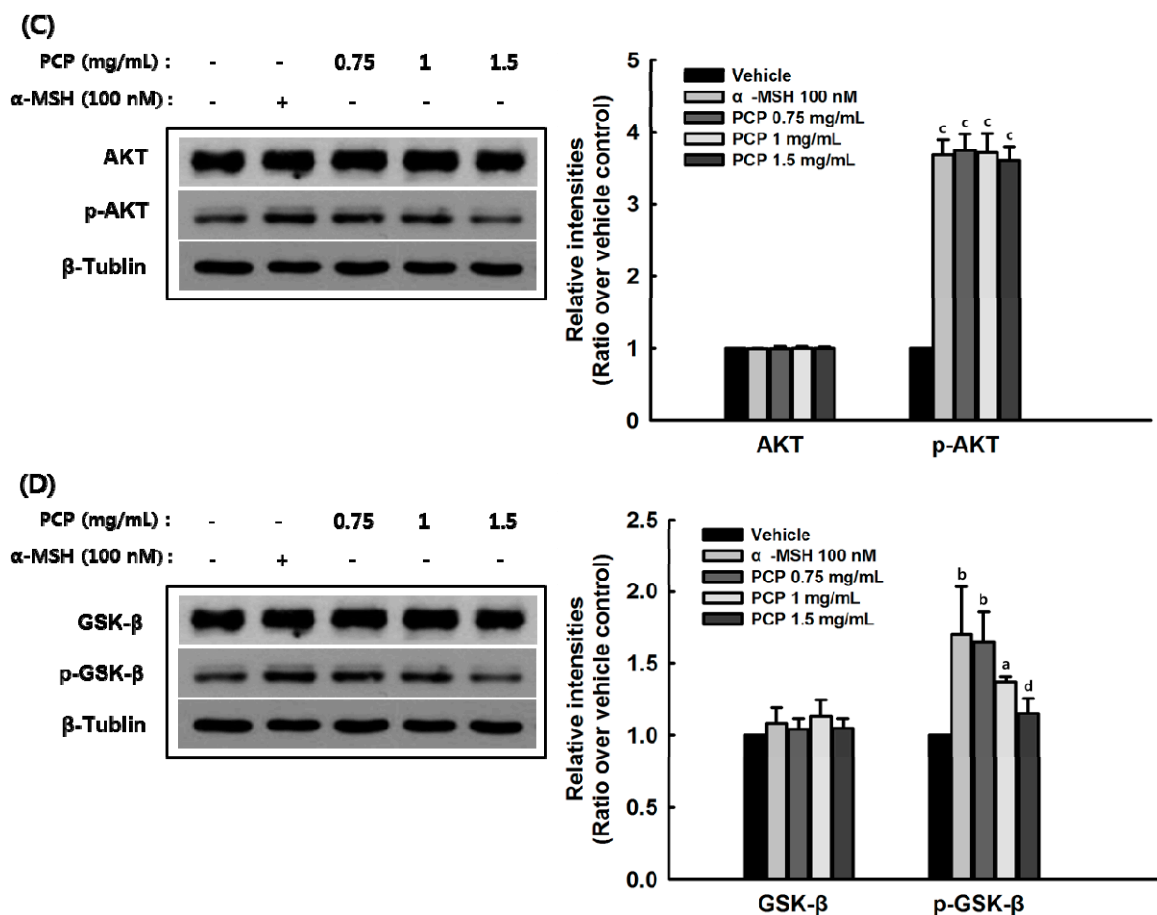 (C)
PCP (mg/mL) : - - 0.75 1 1.5
α-MSH (100 nM) : - + - - -
AKT
p-AKT
β-Tublin
Relative intensities
(Ratio over vehicle control)
5
4
3
2
1
0
Vehicle
α -MSH 100 nM
PCP 0.75 mg/mL
PCP 1 mg/mL
PCP 1.5 mg/mL
c c c c
AKT p-AKT
(D)
PCP (mg/mL) : - - 0.75 1 1.5
α-MSH (100 nM) : - + - - -
GSK-β
p-GSK-β
β-Tublin
Relative intensities
(Ratio over vehicle control)
2.5
2.0
1.5
1.0
0.5
0.0
Vehicle
α -MSH 100 nM
PCP 0.75 mg/mL
PCP 1 mg/mL
PCP 1.5 mg/mL
b b a d
GSK-β p-GSK-β